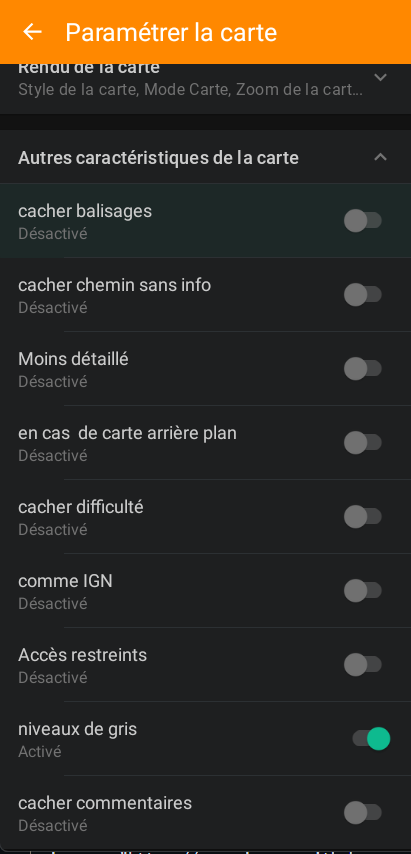 Paramétrer la carte
Rendu de la carte
Style de la carte, Mode Carte, Zoom de la cart...
Autres caractéristiques de la carte
cacher balisages
Désactivé
cacher chemin sans info
Désactivé
Moins détaillé
Désactivé
en cas  de carte arrière plan
Désactivé
cacher difficulté
Désactivé
comme IGN
Désactivé
Accès restreints
Désactivé
niveaux de gris
Activé
cacher commentaires
Désactivé